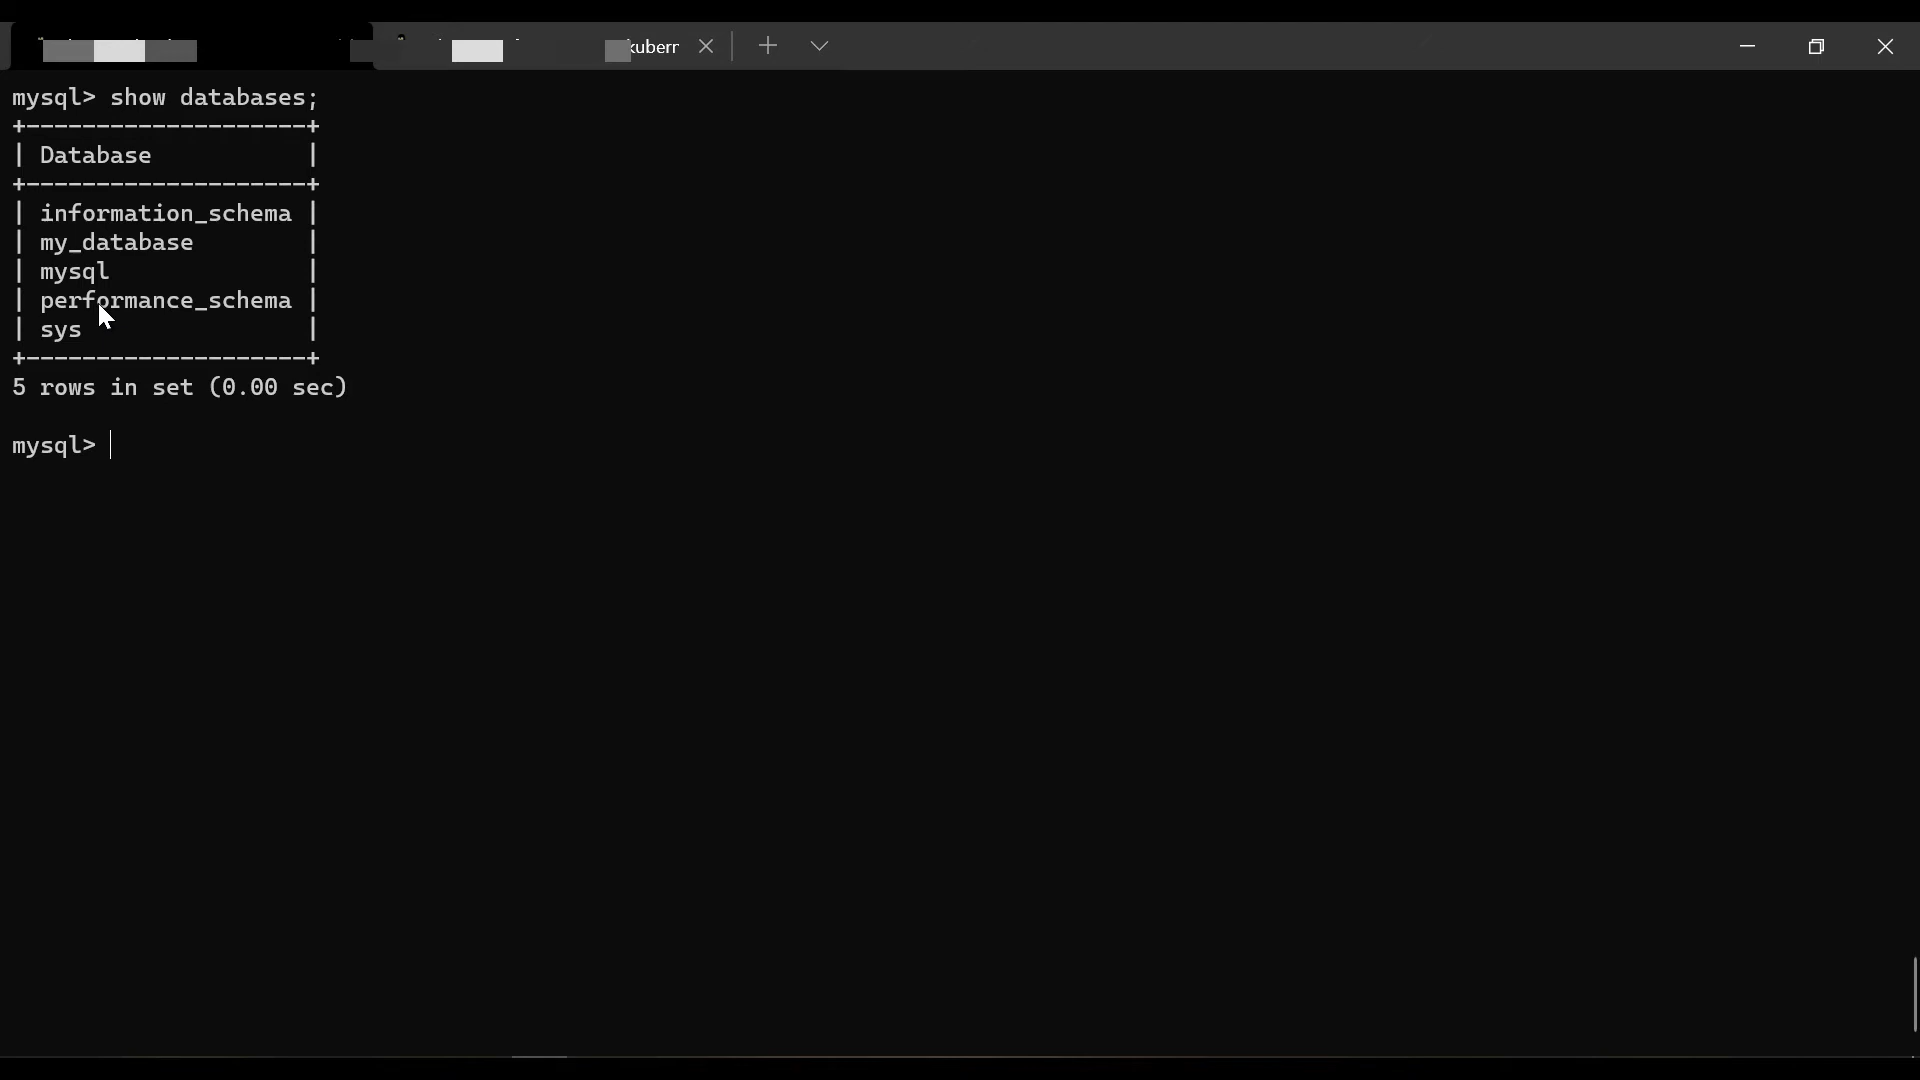 kuberr
mysql> show databases;
+--------------------+
| Database           |
+--------------------+
| information_schema |
| my_database        |
| mysql              |
| performance_schema |
| sys                |
+--------------------+
5 rows in set (0.00 sec)
mysql>